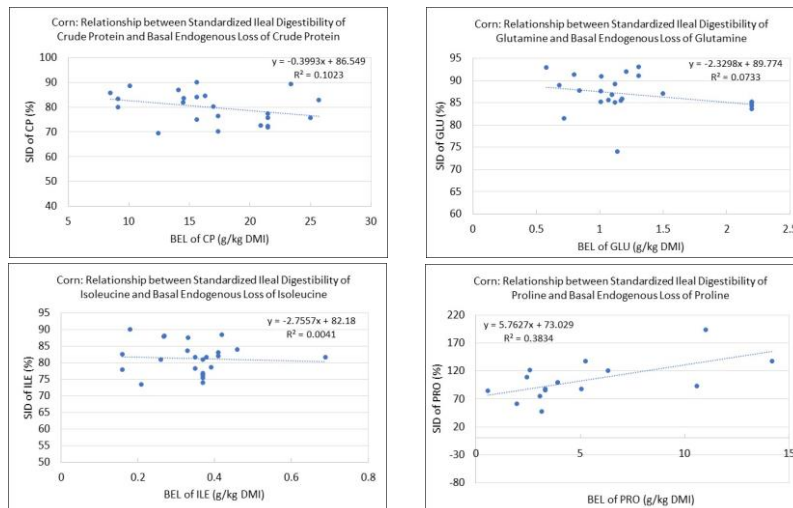 Corn: Relationship between Standardized Ileal Digestibility of
Crude Protein and Basal Endogenous Loss of Crude Protein
y = -0.3993x + 86.549
R² = 0.1023
SID of CP (%)
100
90
80
70
60
50
40
5
10
15
20
25
30
BEL of CP (g/kg DMI)
Corn: Relationship between Standardized Ileal Digestibility of
Glutamine and Basal Endogenous Loss of Glutamine
y = -2.3298x + 89.774
R² = 0.0733
SID of GLU (%)
95
90
85
80
75
70
65
60
0
0.5
1
1.5
2
2.5
BEL of GLU (g/kg DMI)
Corn: Relationship between Standardized Ileal Digestibility of
Isoleucine and Basal Endogenous Loss of Isoleucine
y = -2.7557x + 82.18
R² = 0.0041
SID of ILE (%)
95
90
85
80
75
70
65
60
55
50
0
0.2
0.4
0.6
0.8
BEL of ILE (g/kg DMI)
Corn: Relationship between Standardized Ileal Digestibility of
Proline and Basal Endogenous Loss of Proline
y = 5.7627x + 73.029
R² = 0.3834
SID of PRO (%)
220
170
120
70
20
-30
-80
0
5
10
15
BEL of PRO (g/kg DMI)